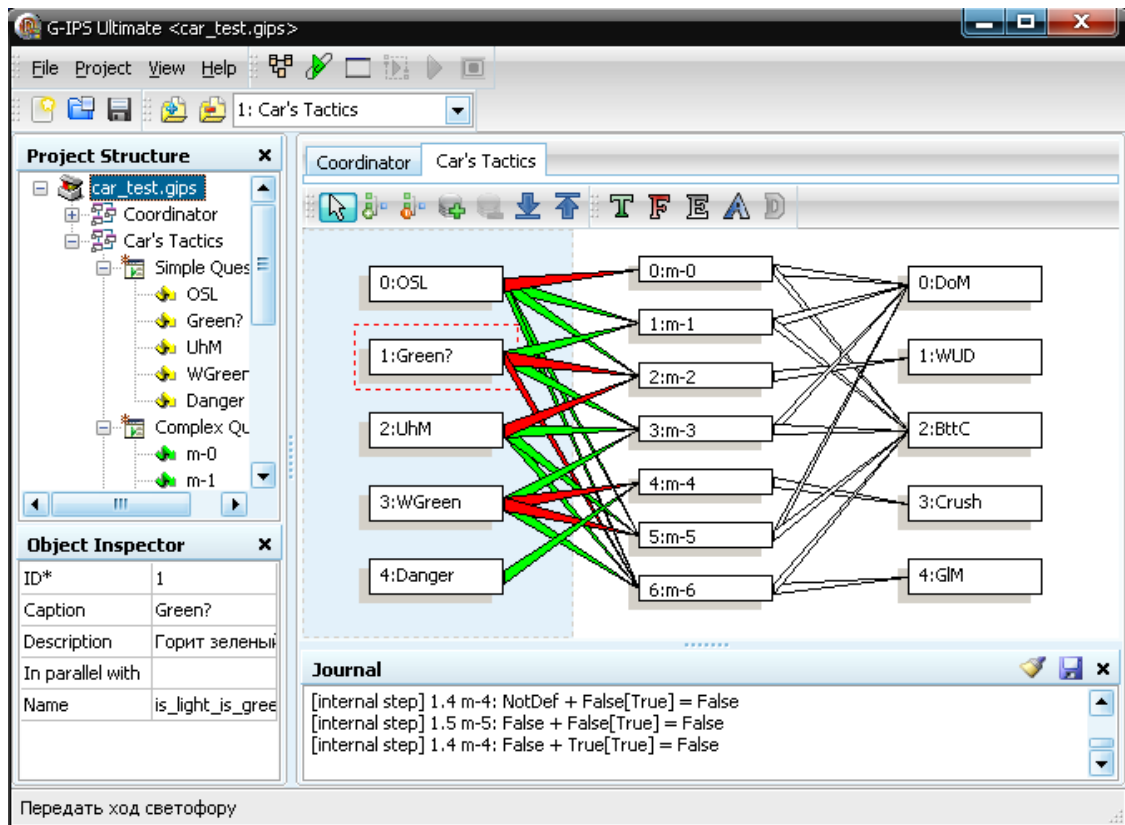 G-IPS Ultimate <car_test.gips>
File Project View Help
1: Car's Tactics
Project Structure
car_test.gips
Coordinator
Car's Tactics
Simple Ques
OSL
Green?
UhM
WGreen
Danger
Complex Qu
m-0
m-1
Object Inspector
ID* 1
Caption Green?
Description Горит зеленый
In parallel with
Name is_light_is_gree
Coordinator Car's Tactics
T F E A D
0:OSL
1:Green?
2:UhM
3:WGreen
4:Danger
0:m-0
1:m-1
2:m-2
3:m-3
4:m-4
5:m-5
6:m-6
0:DoM
1:WUD
2:BttC
3:Crush
4:GlM
Journal
[internal step] 1.4 m-4: NotDef + False[True] = False
[internal step] 1.5 m-5: False + False[True] = False
[internal step] 1.4 m-4: False + True[True] = False
Передать ход светофору